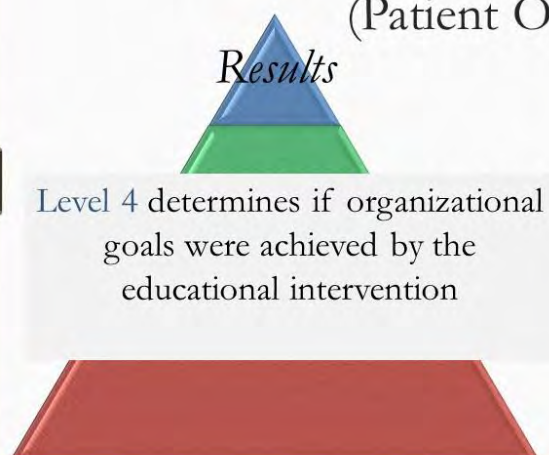 (Patient O
Results
Level 4 determines if organizational
goals were achieved by the
educational intervention